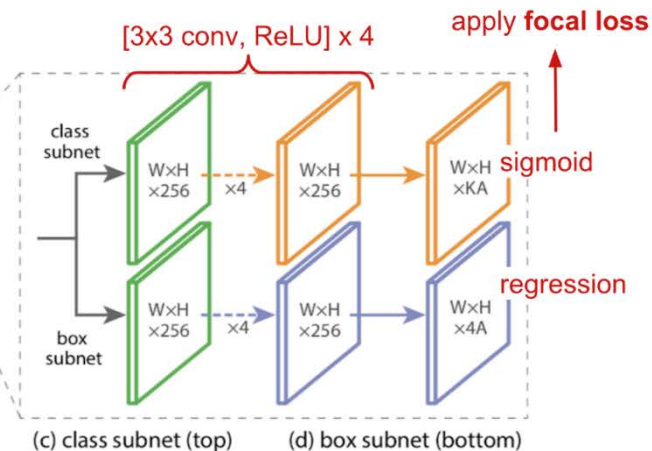 [3x3 conv, ReLU] x 4
apply focal loss
class
subnet
W×H
×256
×4
W×H
×256
W×H
×KA
sigmoid
box
subnet
W×H
×256
×4
W×H
×256
W×H
×4A
regression
(c) class subnet (top)
(d) box subnet (bottom)